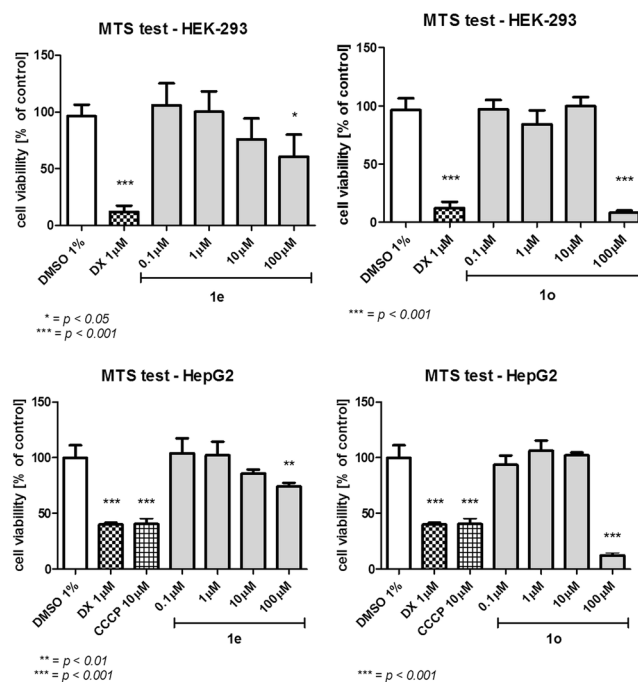 MTS test - HEK-293
cell viabillity [% of control]
150
100
50
0
DMSO 1%
DX 1µM
0.1µM
1µM
10µM
100µM
***
*
1e
* = p < 0.05
*** = p < 0.001
MTS test - HEK-293
cell viabillity [% of control]
150
100
50
0
DMSO 1%
DX 1µM
0.1µM
1µM
10µM
100µM
***
***
1o
*** = p < 0.001
MTS test - HepG2
cell viabillity [% of control]
150
100
50
0
DMSO 1%
DX 1µM
CCCP 10µM
0.1µM
1µM
10µM
100µM
***
***
**
1e
** = p < 0.01
*** = p < 0.001
MTS test - HepG2
cell viabillity [% of control]
150
100
50
0
DMSO 1%
DX 1µM
CCCP 10µM
0.1µM
1µM
10µM
100µM
***
***
***
1o
*** = p < 0.001